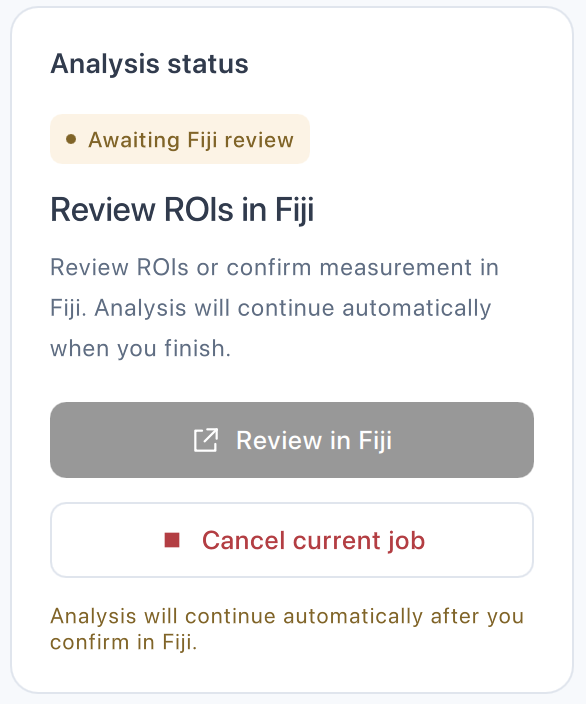 Analysis status
Awaiting Fiji review
Review ROIs in Fiji
Review ROIs or confirm measurement in
Fiji. Analysis will continue automatically
when you finish.
Review in Fiji
Cancel current job
Analysis will continue automatically after you
confirm in Fiji.